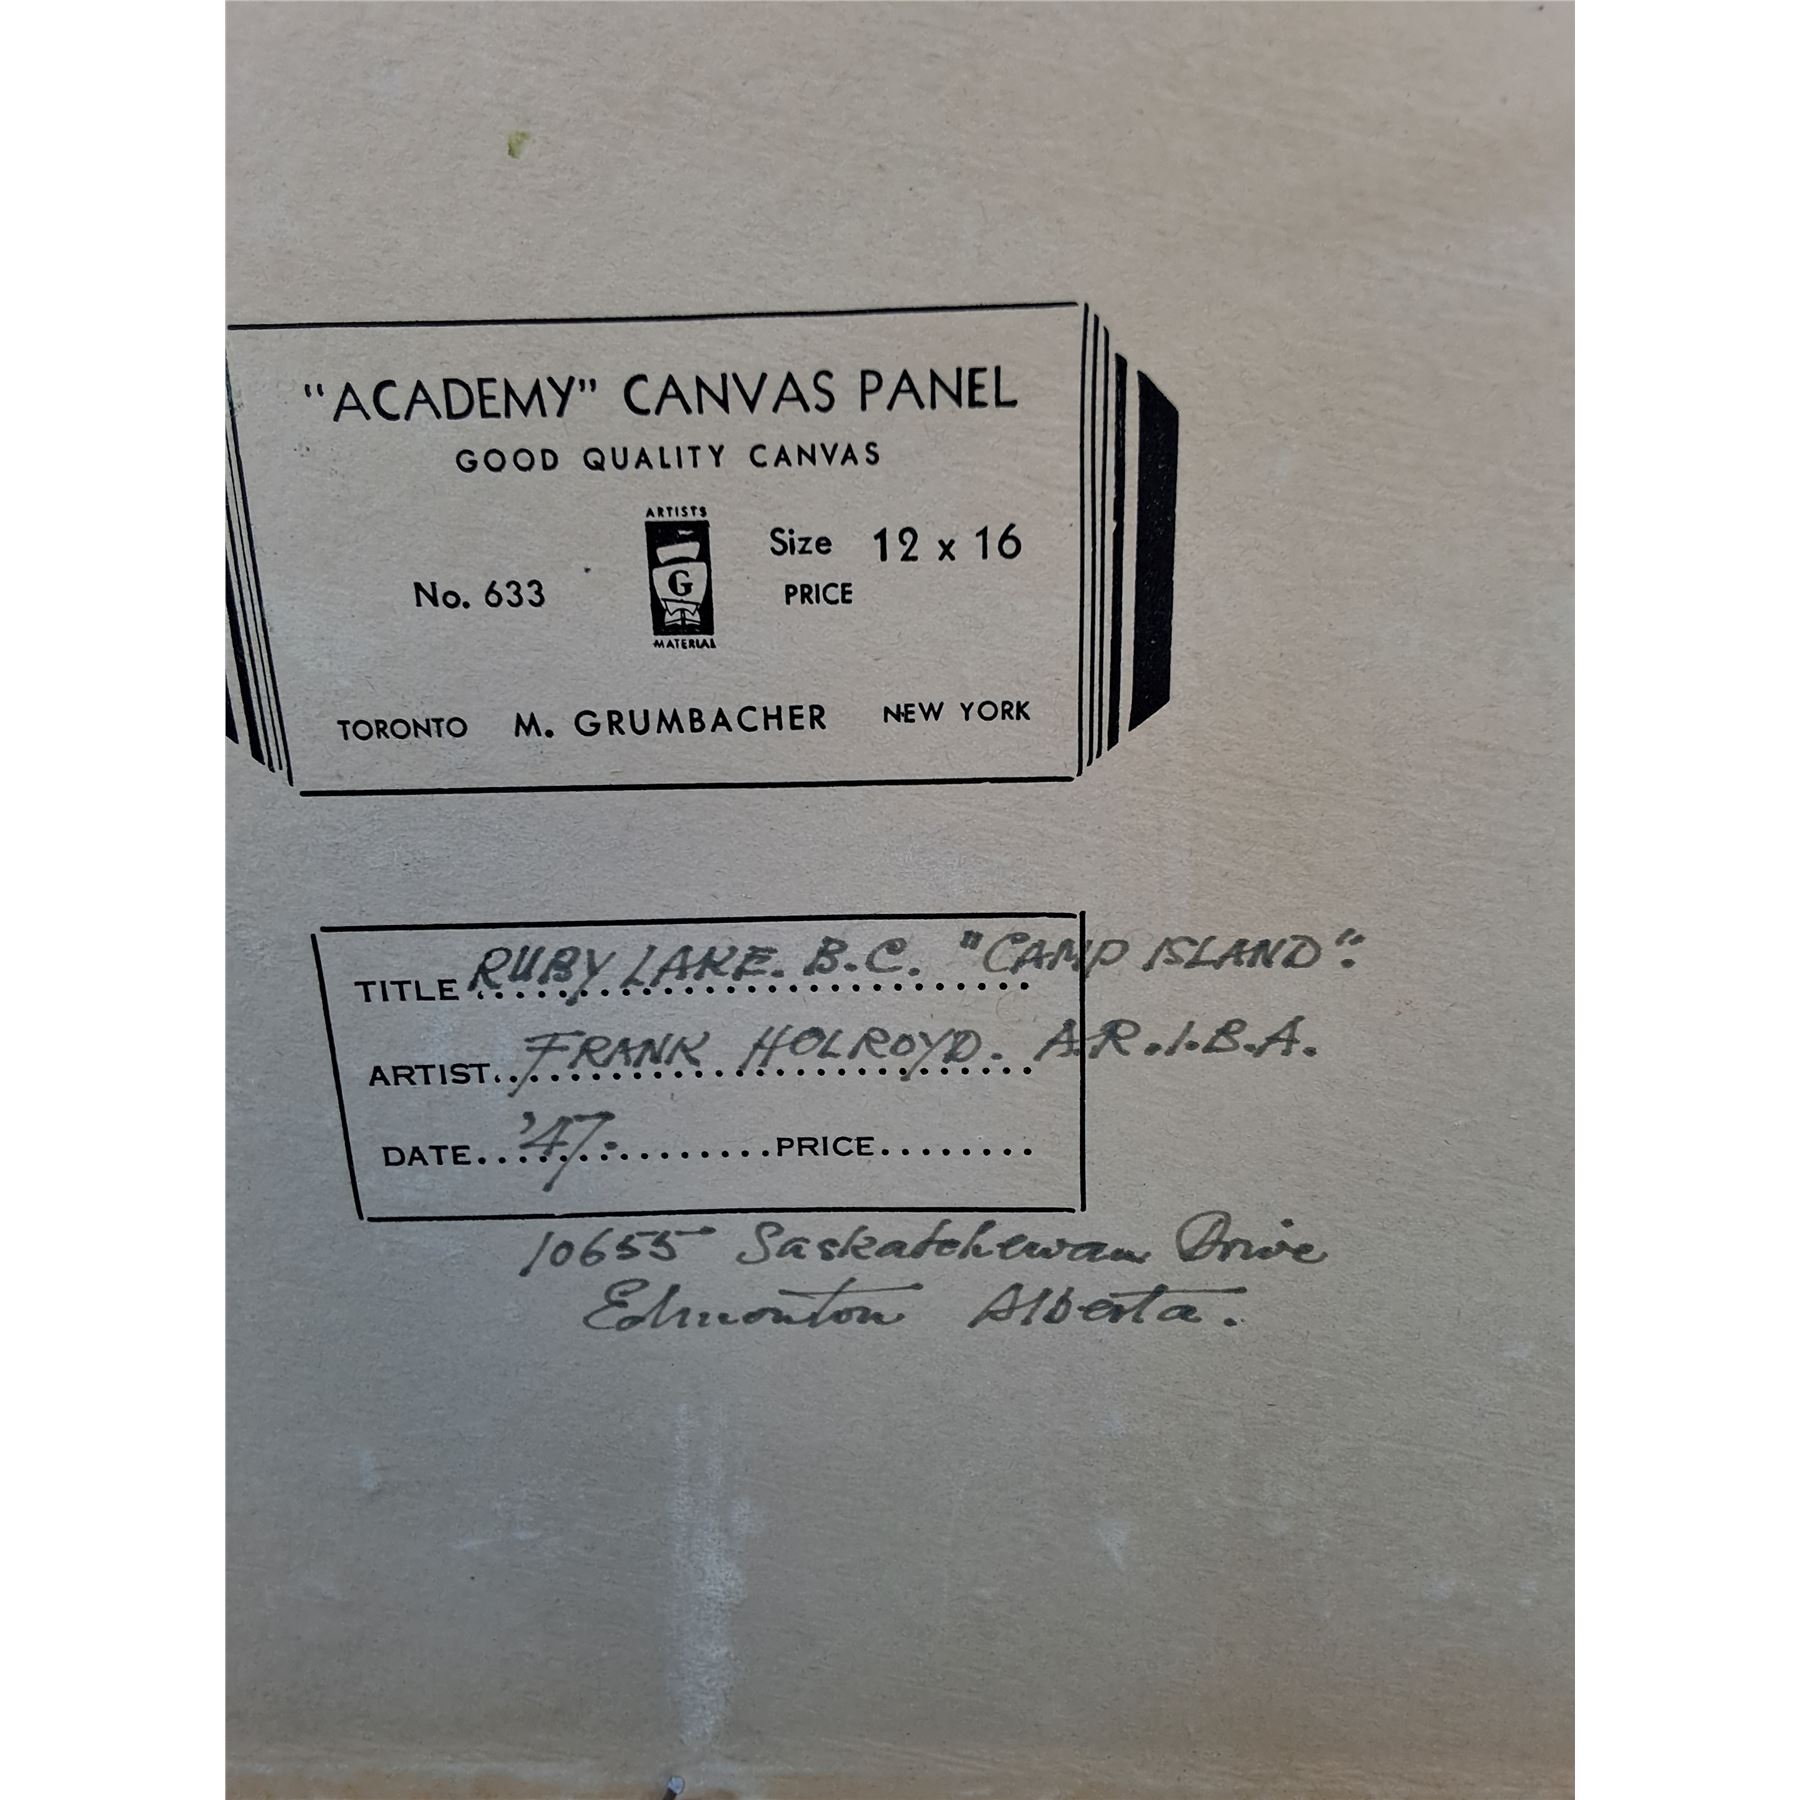 "ACADEMY" CANVAS PANEL
GOOD QUALITY CANVAS
ARTISTS
G
MATERIAL
No. 633
Size 12 x 16
PRICE
TORONTO M. GRUMBACHER NEW YORK
TITLE RUBY LAKE. B.C. "CAMP ISLAND".
ARTIST FRANK HOLROYD. A.R.I.B.A.
DATE '47. PRICE
10655 Saskatchewan Drive
Edmonton Alberta.